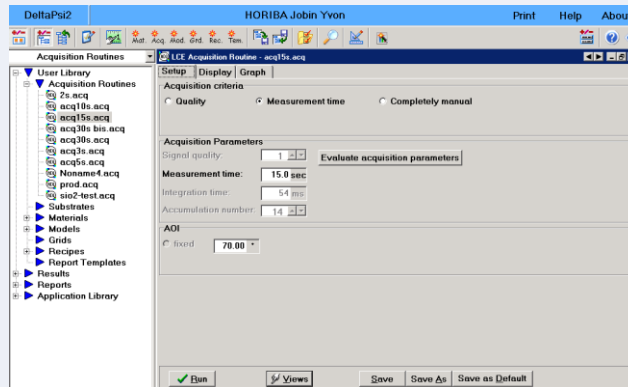 DeltaPsi2 HORIBA Jobin Yvon Print Help Abou
Mat. Acq. Mod. Grd. Rec. Tem.
Acquisition Routines
LCE Acquisition Routine - acq15s.acq
User Library
Acquisition Routines
2s.acq
acq10s.acq
acq15s.acq
acq30s bis.acq
acq30s.acq
acq3s.acq
acq5s.acq
Noname4.acq
prod.acq
sio2-test.acq
Substrates
Materials
Models
Grids
Recipes
Report Templates
Results
Reports
Application Library
Setup Display Graph
Acquisition criteria
Quality Measurement time Completely manual
Acquisition Parameters
Signal quality: 1 Evaluate acquisition parameters
Measurement time: 15.0 sec
Integration time: 54 ms
Accumulation number: 14
AOI
fixed 70.00 °
Run Views Save Save As Save as Default